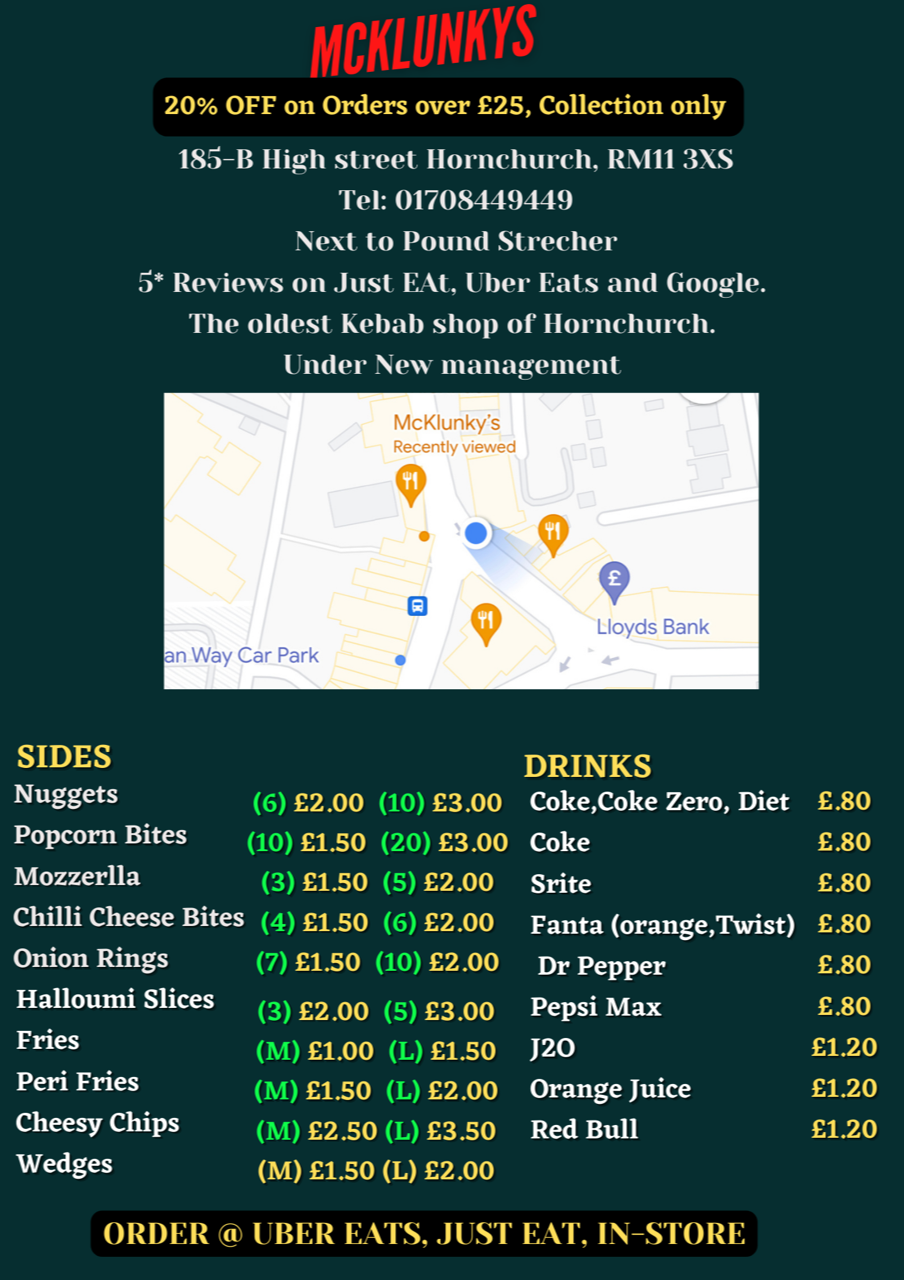 MCKLUNKYS
20% OFF on Orders over £25, Collection only
185-B High street Hornchurch, RM11 3XS
Tel: 01708449449
Next to Pound Strecher
5* Reviews on Just EAt, Uber Eats and Google.
The oldest Kebab shop of Hornchurch.
Under New management
McKlunky's
Recently viewed
£
Lloyds Bank
an Way Car Park
SIDES
Nuggets (6) £2.00 (10) £3.00
Popcorn Bites (10) £1.50 (20) £3.00
Mozzerlla (3) £1.50 (5) £2.00
Chilli Cheese Bites (4) £1.50 (6) £2.00
Onion Rings (7) £1.50 (10) £2.00
Halloumi Slices (3) £2.00 (5) £3.00
Fries (M) £1.00 (L) £1.50
Peri Fries (M) £1.50 (L) £2.00
Cheesy Chips (M) £2.50 (L) £3.50
Wedges (M) £1.50 (L) £2.00
DRINKS
Coke,Coke Zero, Diet £.80
Coke £.80
Srite £.80
Fanta (orange,Twist) £.80
Dr Pepper £.80
Pepsi Max £.80
J2O £1.20
Orange Juice £1.20
Red Bull £1.20
ORDER @ UBER EATS, JUST EAT, IN-STORE